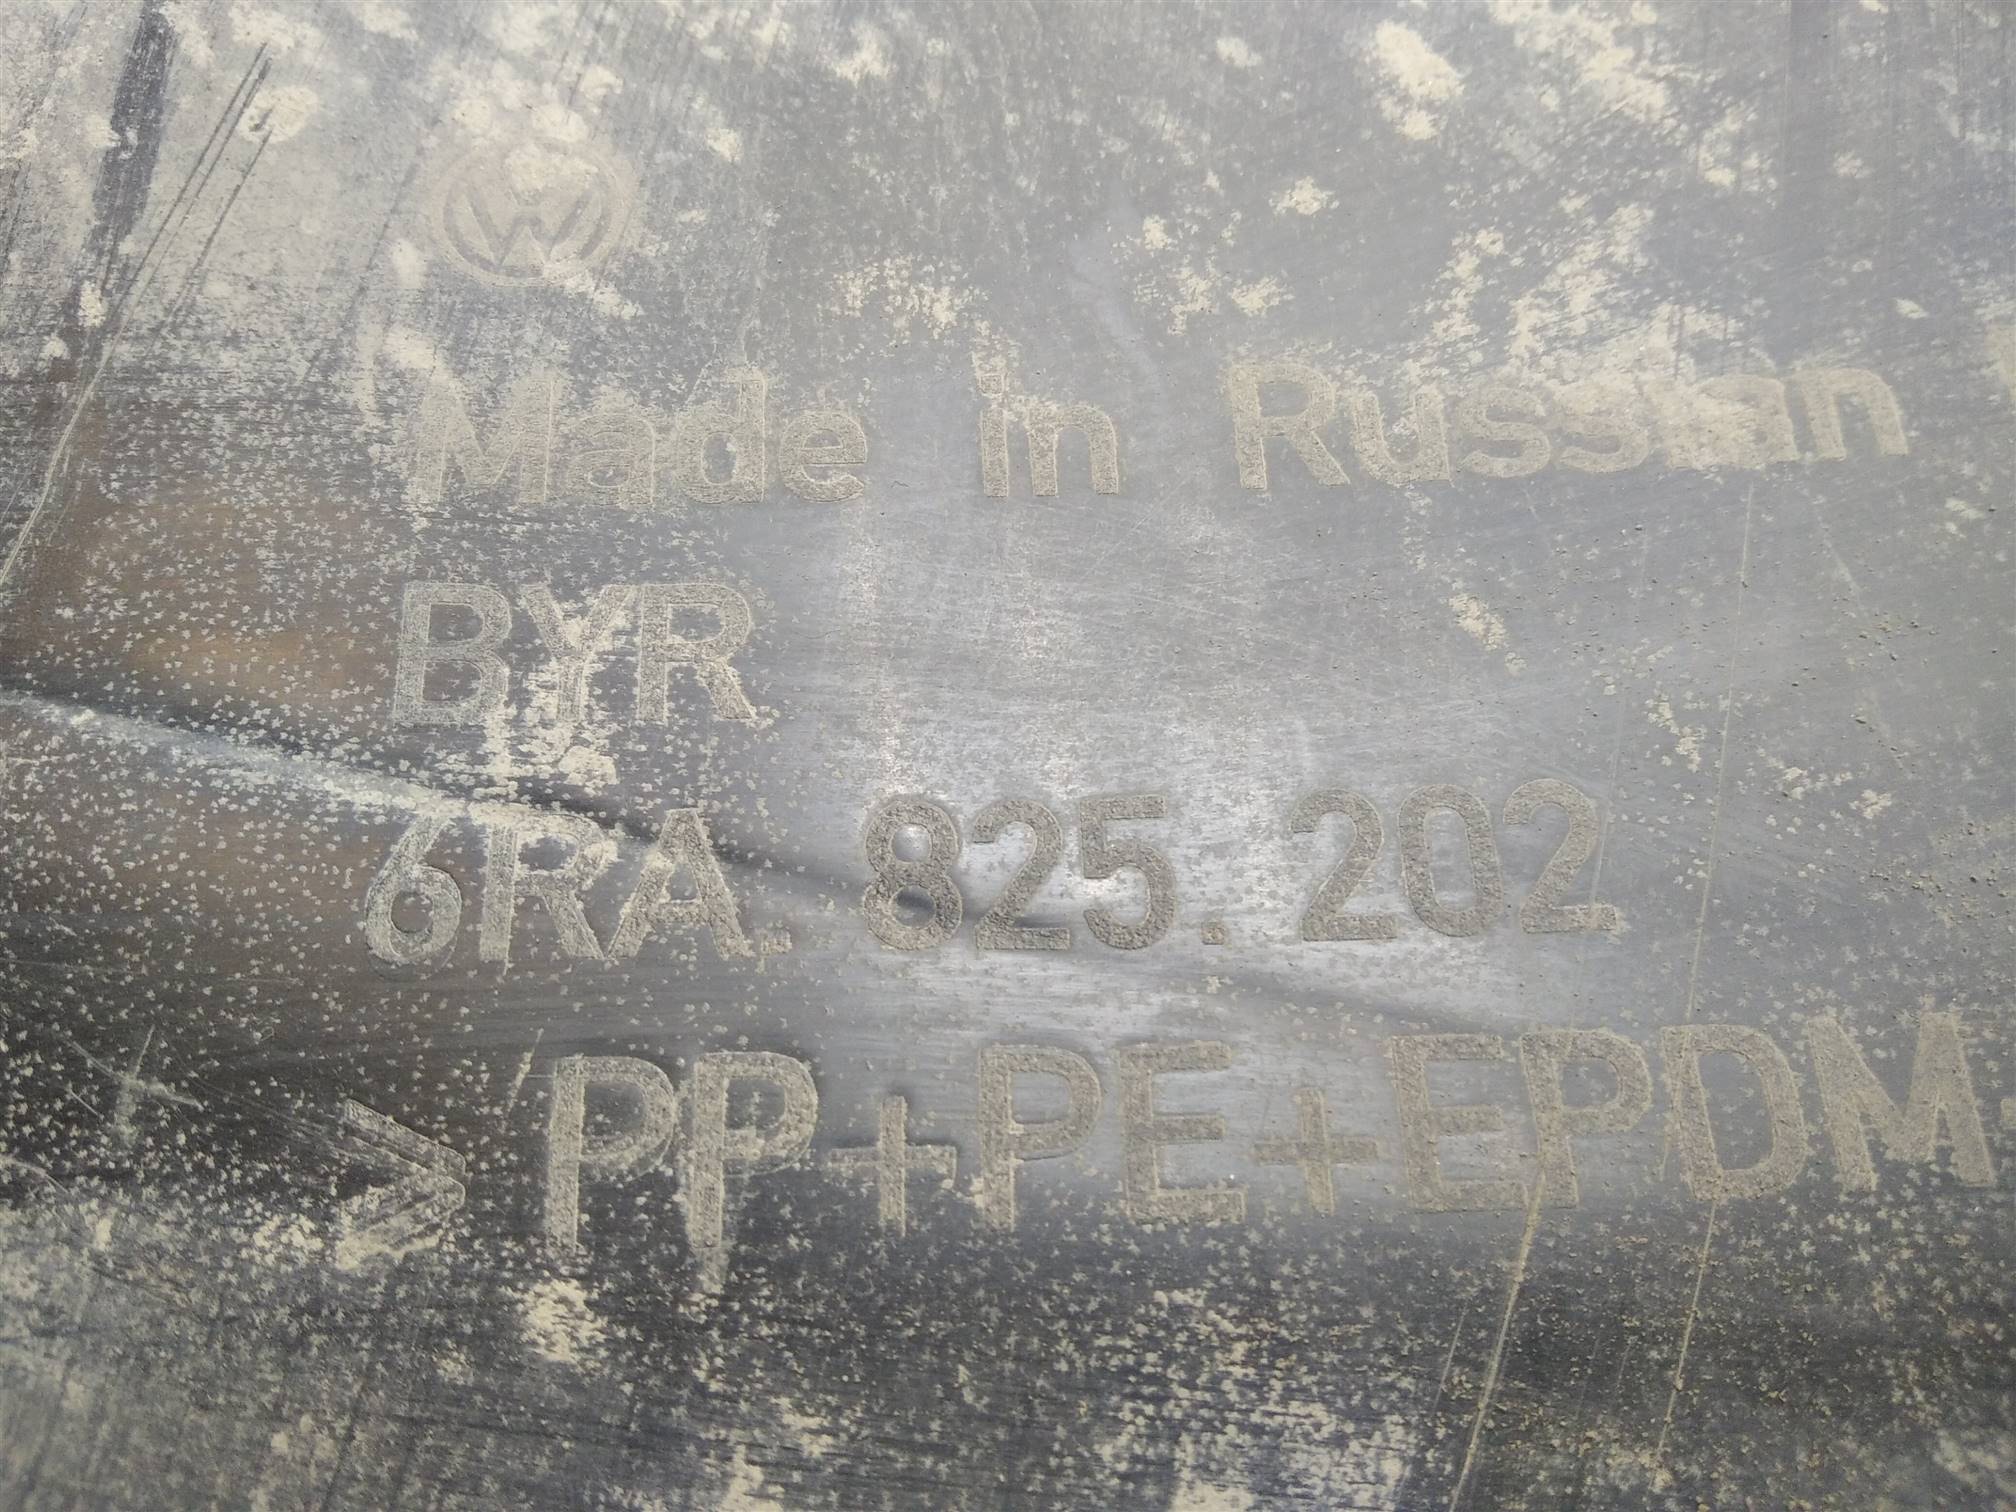 Made in Russian
BYR
6RA. 825. 202
>PP+PE+EPDM-